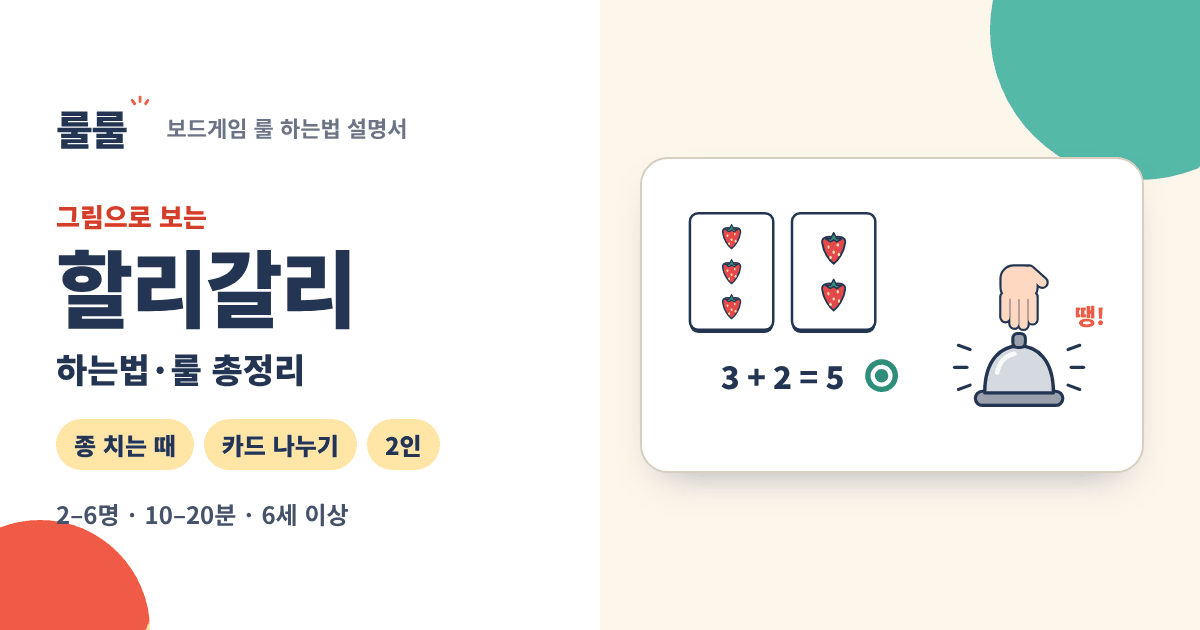 룰룰
보드게임 룰 하는법 설명서
그림으로 보는
할리갈리
하는법·룰 총정리
종 치는 때
카드 나누기
2인
2–6명 · 10–20분 · 6세 이상
땡!
3 + 2 = 5